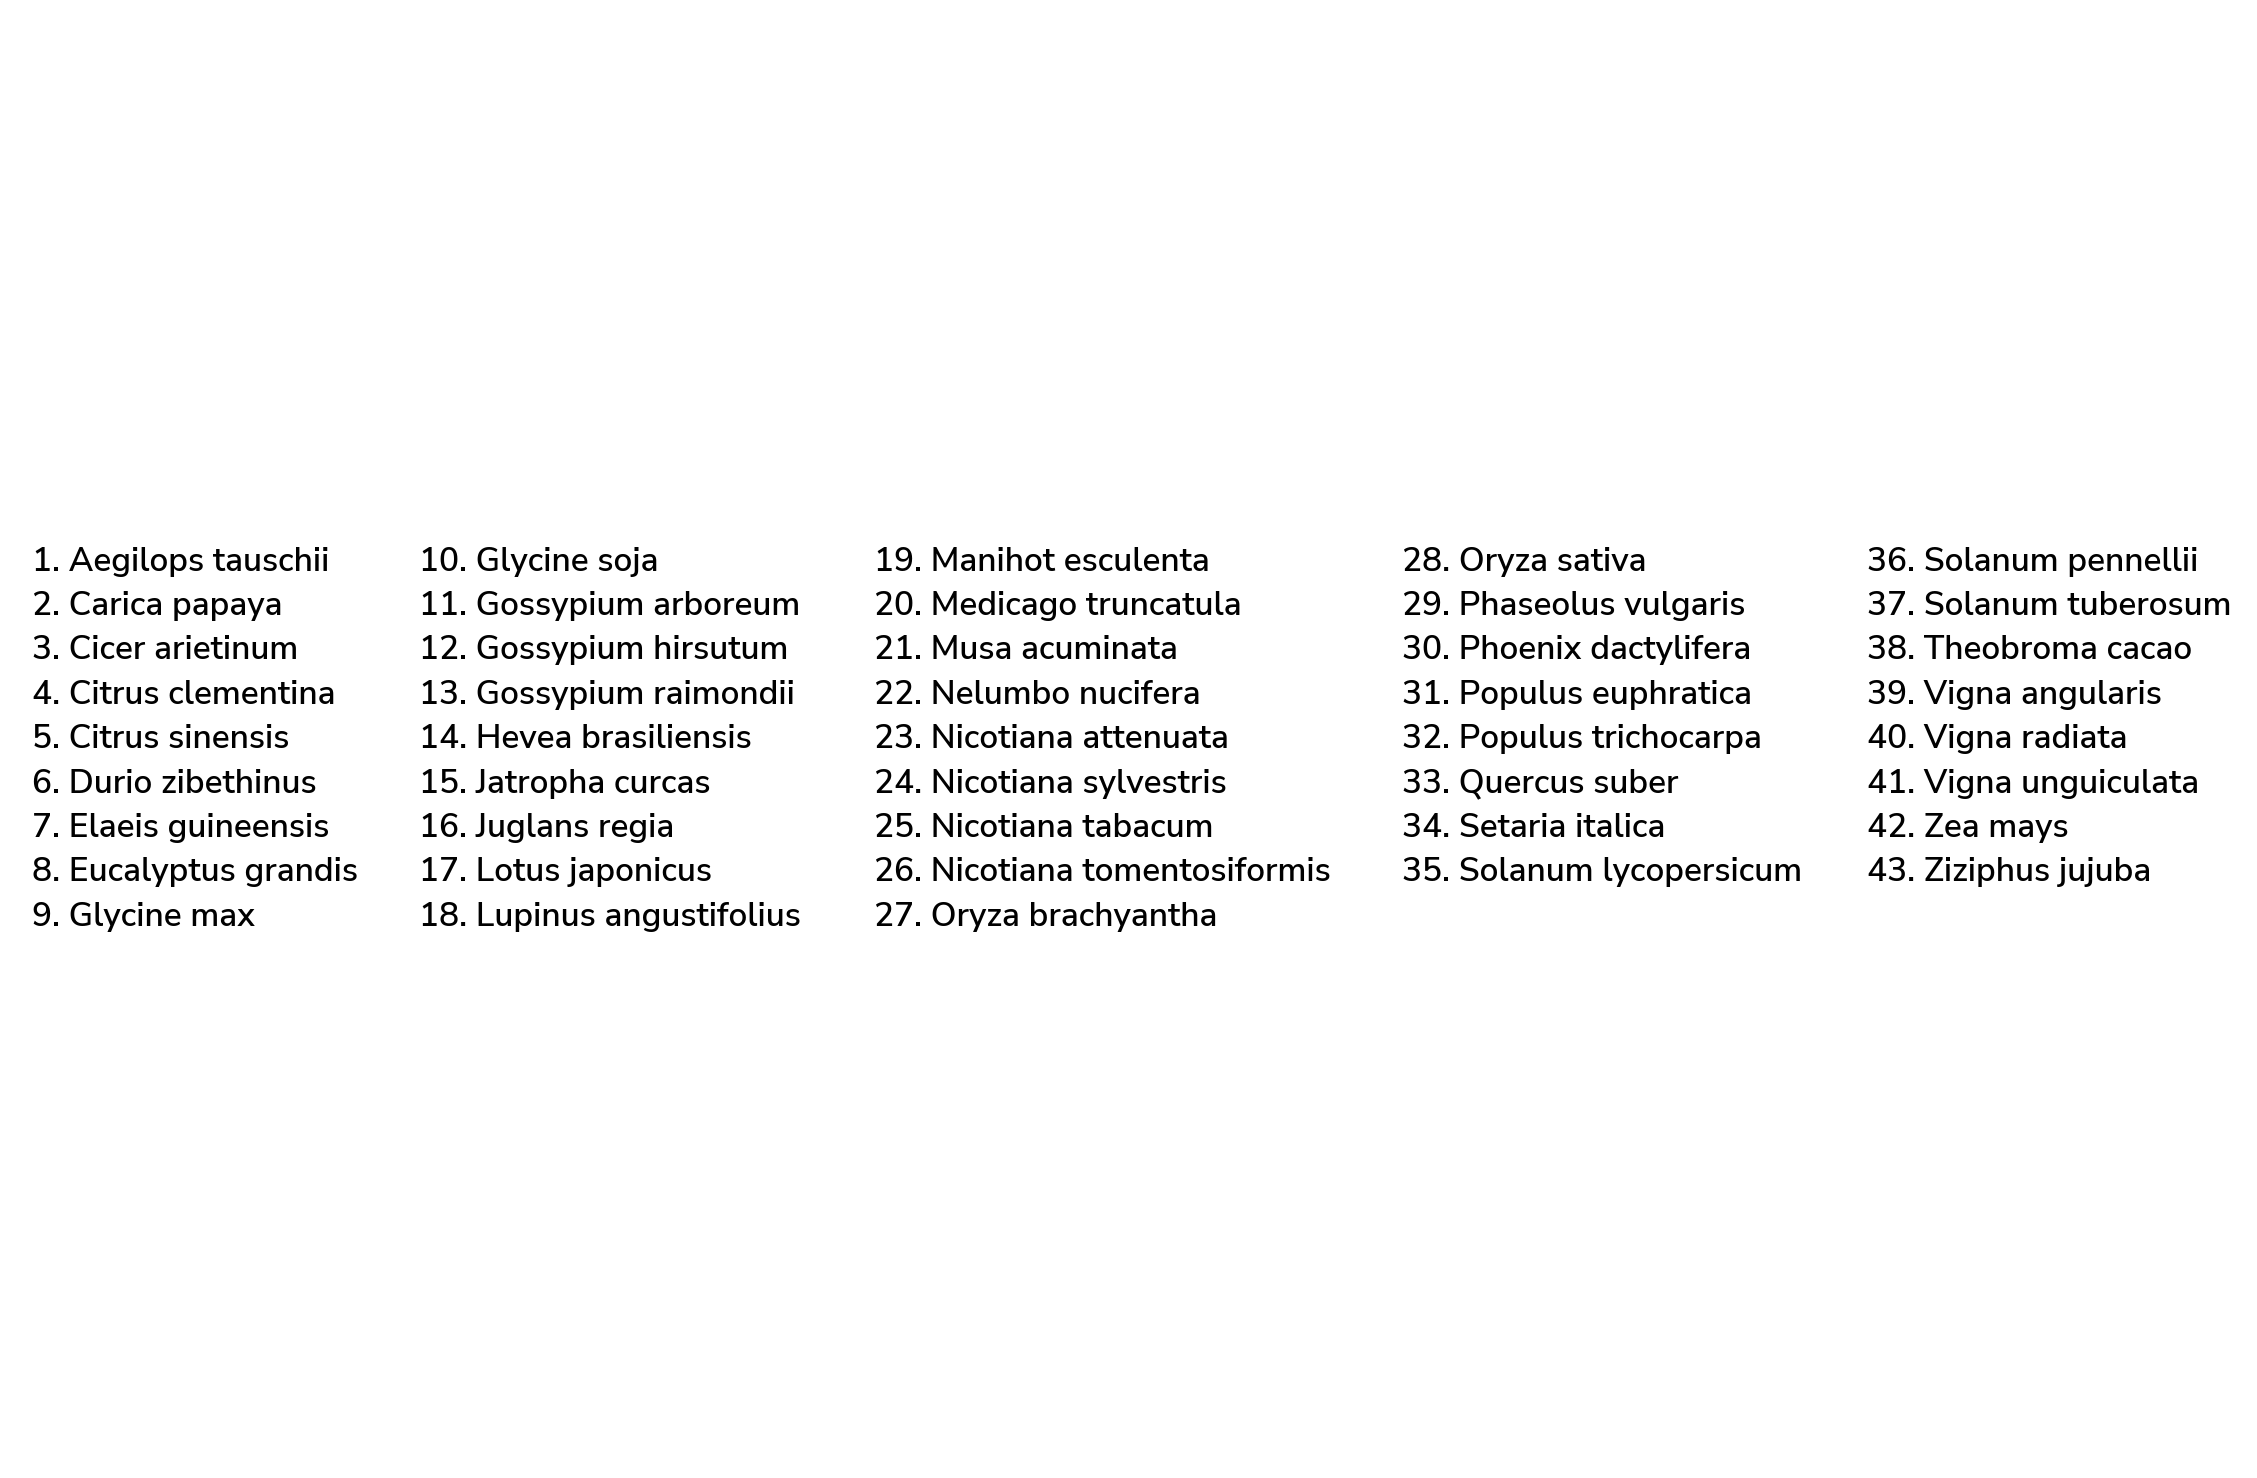 1. Aegilops tauschii
2. Carica papaya
3. Cicer arietinum
4. Citrus clementina
5. Citrus sinensis
6. Durio zibethinus
7. Elaeis guineensis
8. Eucalyptus grandis
9. Glycine max
10. Glycine soja
11. Gossypium arboreum
12. Gossypium hirsutum
13. Gossypium raimondii
14. Hevea brasiliensis
15. Jatropha curcas
16. Juglans regia
17. Lotus japonicus
18. Lupinus angustifolius
19. Manihot esculenta
20. Medicago truncatula
21. Musa acuminata
22. Nelumbo nucifera
23. Nicotiana attenuata
24. Nicotiana sylvestris
25. Nicotiana tabacum
26. Nicotiana tomentosiformis
27. Oryza brachyantha
28. Oryza sativa
29. Phaseolus vulgaris
30. Phoenix dactylifera
31. Populus euphratica
32. Populus trichocarpa
33. Quercus suber
34. Setaria italica
35. Solanum lycopersicum
36. Solanum pennellii
37. Solanum tuberosum
38. Theobroma cacao
39. Vigna angularis
40. Vigna radiata
41. Vigna unguiculata
42. Zea mays
43. Ziziphus jujuba